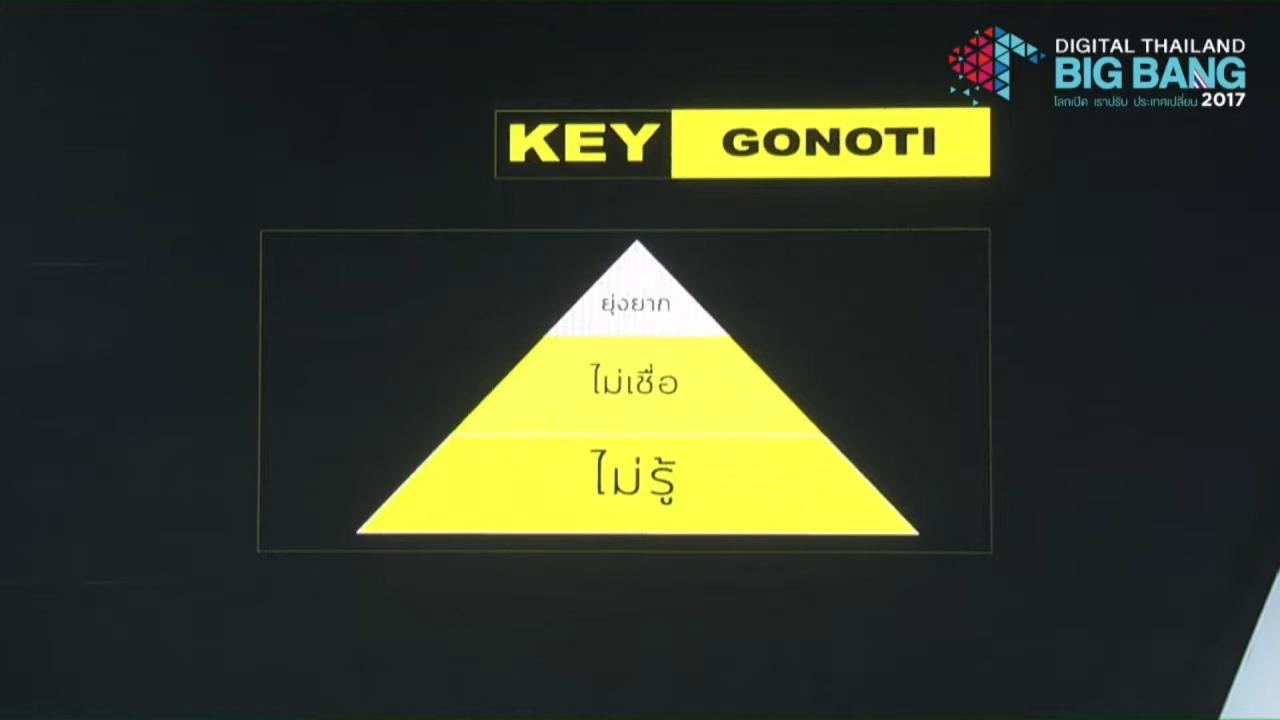 DIGITAL THAILAND
BIG BANG
โลกเปิด เราปรับ ประเทศเปลี่ยน 2017
KEY GONOTI
ยุ่งยาก
ไม่เชื่อ
ไม่รู้